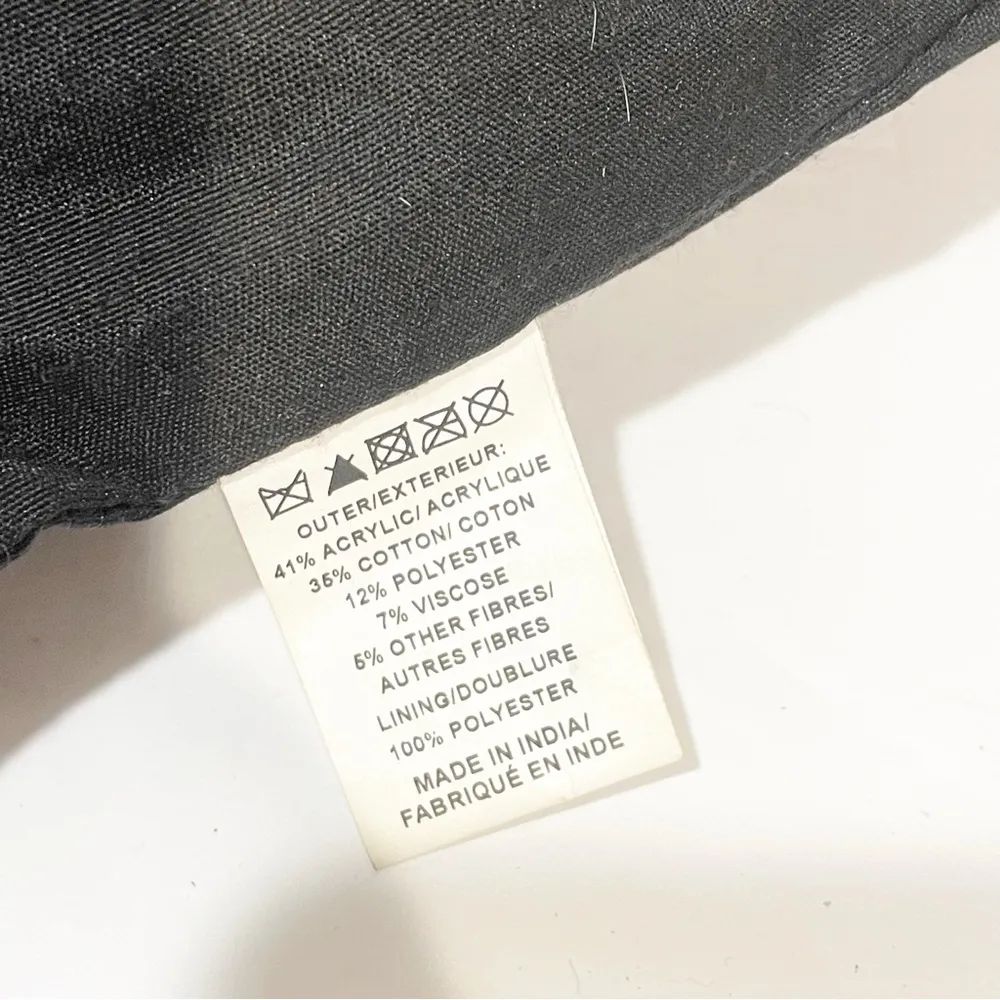 OUTER/EXTERIEUR:
41% ACRYLIC/ ACRYLIQUE
35% COTTON/ COTON
12% POLYESTER
7% VISCOSE
5% OTHER FIBRES/
AUTRES FIBRES
LINING/DOUBLURE
100% POLYESTER
MADE IN INDIA/
FABRIQUÉ EN INDE